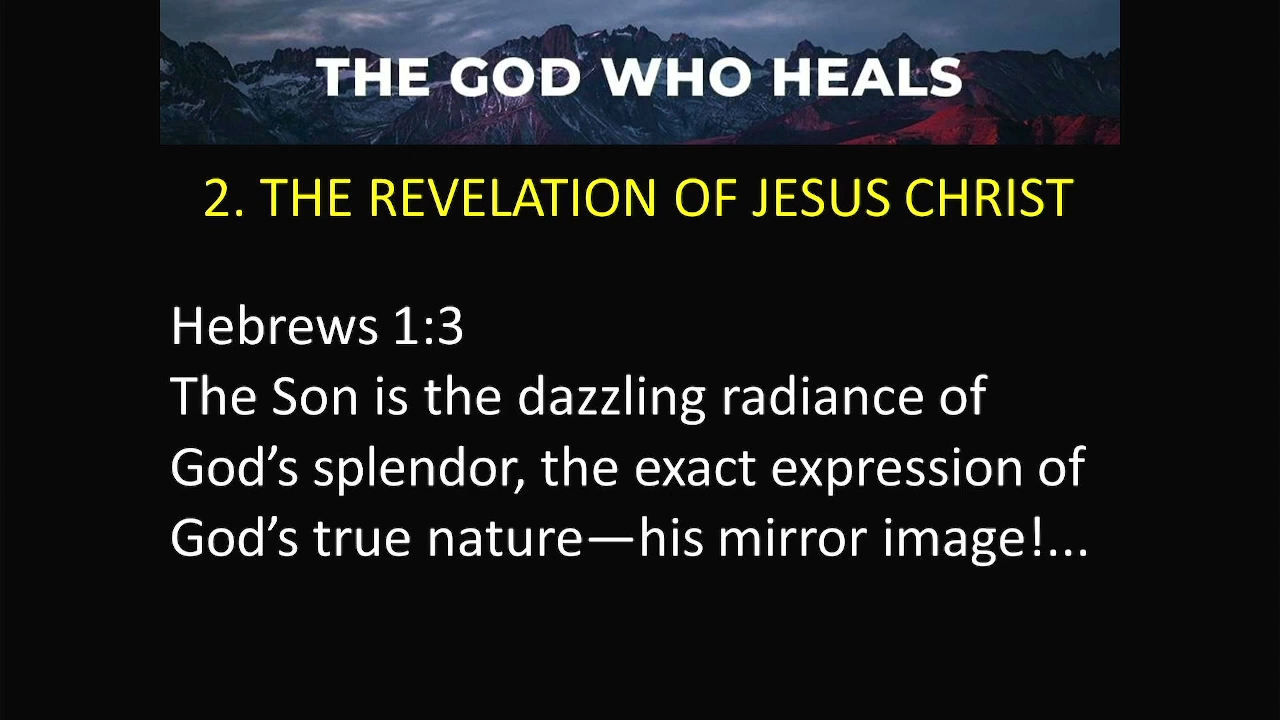 THE GOD WHO HEALS
2. THE REVELATION OF JESUS CHRIST
Hebrews 1:3
The Son is the dazzling radiance of
God’s splendor, the exact expression of
God’s true nature—his mirror image!...